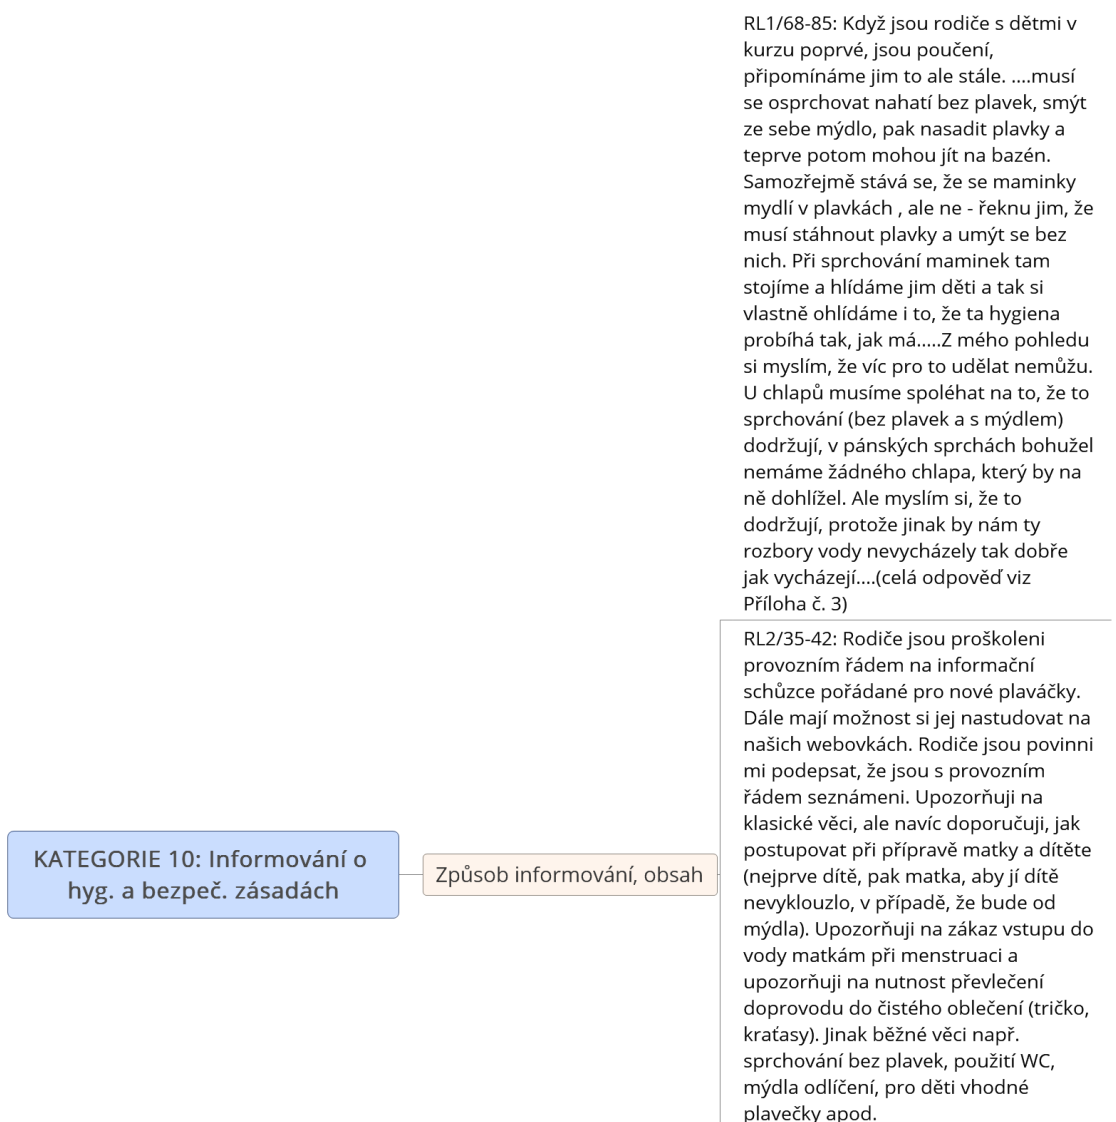 RL1/68-85: Když jsou rodiče s dětmi v
kurzu poprvé, jsou poučení,
připomínáme jim to ale stále. ....musí
se osprchovat nahatí bez plavek, smýt
ze sebe mýdlo, pak nasadit plavky a
teprve potom mohou jít na bazén.
Samozřejmě stává se, že se maminky
mydlí v plavkách , ale ne - řeknu jim, že
musí stáhnout plavky a umýt se bez
nich. Při sprchování maminek tam
stojíme a hlídáme jim děti a tak si
vlastně ohlídáme i to, že ta hygiena
probíhá tak, jak má.....Z mého pohledu
si myslím, že víc pro to udělat nemůžu.
U chlapů musíme spoléhat na to, že to
sprchování (bez plavek a s mýdlem)
dodržují, v pánských sprchách bohužel
nemáme žádného chlapa, který by na
ně dohlížel. Ale myslím si, že to
dodržují, protože jinak by nám ty
rozbory vody nevycházely tak dobře
jak vycházejí....(celá odpověď viz
Příloha č. 3)
RL2/35-42: Rodiče jsou proškoleni
provozním řádem na informační
schůzce pořádané pro nové plaváčky.
Dále mají možnost si jej nastudovat na
našich webovkách. Rodiče jsou povinni
mi podepsat, že jsou s provozním
řádem seznámeni. Upozorňuji na
klasické věci, ale navíc doporučuji, jak
postupovat při přípravě matky a dítěte
(nejprve dítě, pak matka, aby jí dítě
nevyklouzlo, v případě, že bude od
mýdla). Upozorňuji na zákaz vstupu do
vody matkám při menstruaci a
upozorňuji na nutnost převlečení
doprovodu do čistého oblečení (tričko,
kraťasy). Jinak běžné věci např.
sprchování bez plavek, použití WC,
mýdla odlíčení, pro děti vhodné
plavečky apod.
KATEGORIE 10: Informování o
hyg. a bezpeč. zásadách
Způsob informování, obsah